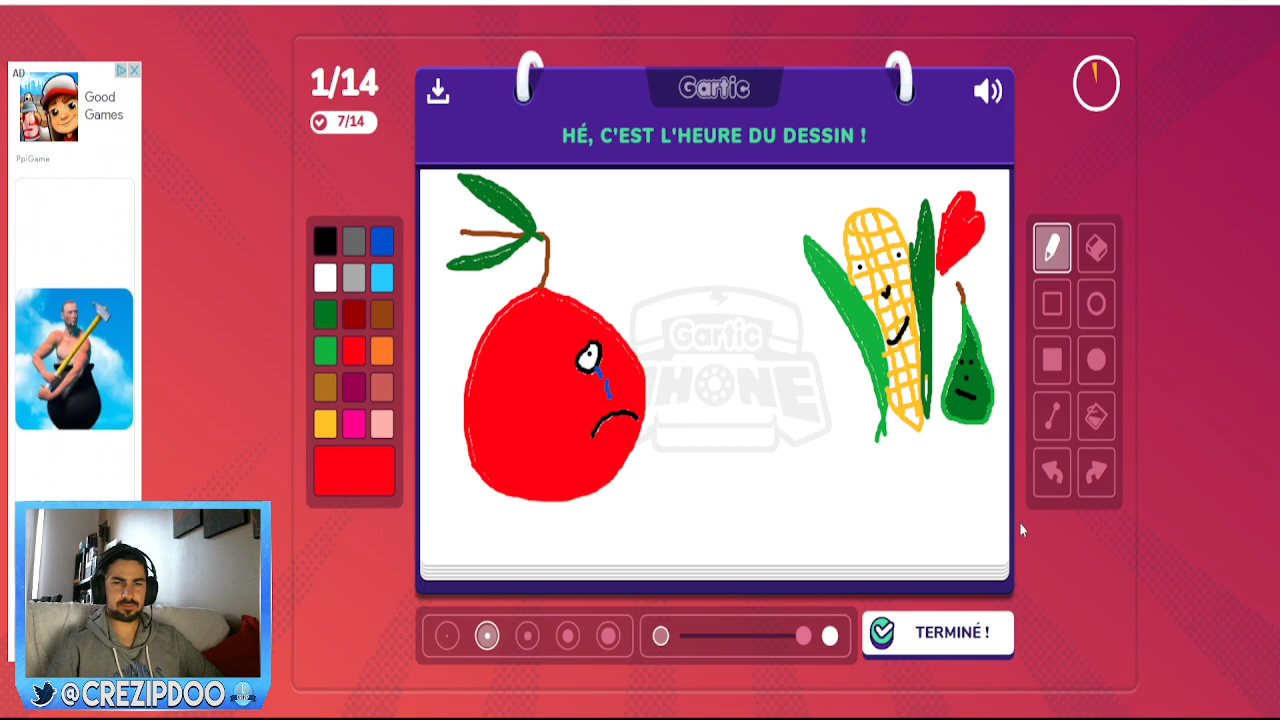 AD
Good
Games
PpiGame
1/14
7/14
Gartic
HÉ, C'EST L'HEURE DU DESSIN !
Gartic
PHONE
TERMINÉ !
@CREZIPDOO